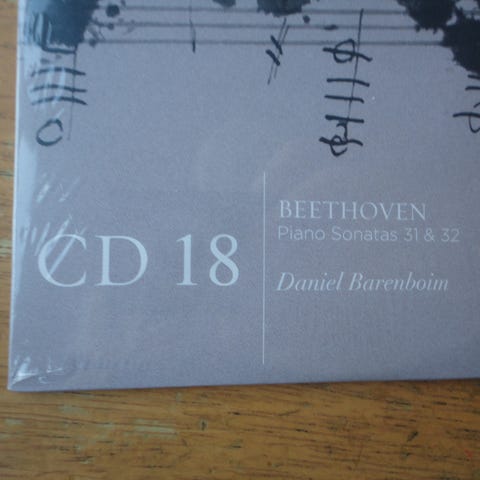 CD 18
BEETHOVEN
Piano Sonatas 31 & 32
Daniel Barenboim